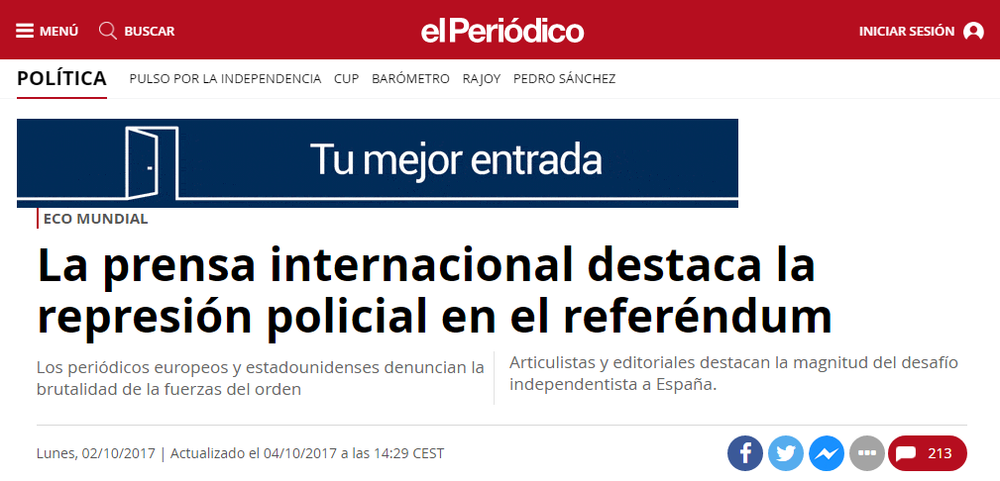 MENÚ BUSCAR elPeriódico INICIAR SESIÓN
POLÍTICA PULSO POR LA INDEPENDENCIA CUP BARÓMETRO RAJOY PEDRO SÁNCHEZ
Tu mejor entrada
ECO MUNDIAL
La prensa internacional destaca la
represión policial en el referéndum
Los periódicos europeos y estadounidenses denuncian la
brutalidad de la fuerzas del orden
Articulistas y editoriales destacan la magnitud del desafío
independentista a España.
Lunes, 02/10/2017 | Actualizado el 04/10/2017 a las 14:29 CEST
213